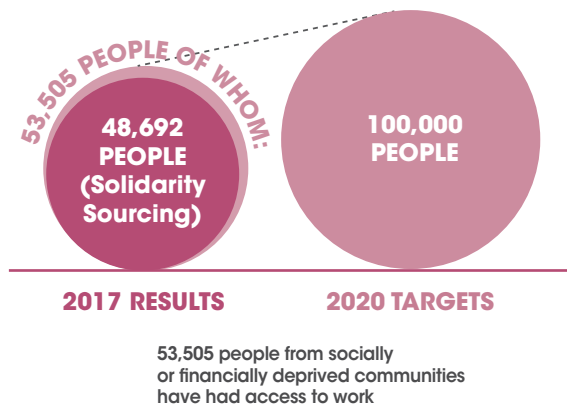 53,505 PEOPLE OF WHOM:
48,692
PEOPLE
(Solidarity
Sourcing)
100,000
PEOPLE
2017 RESULTS
2020 TARGETS
53,505 people from socially
or financially deprived communities
have had access to work